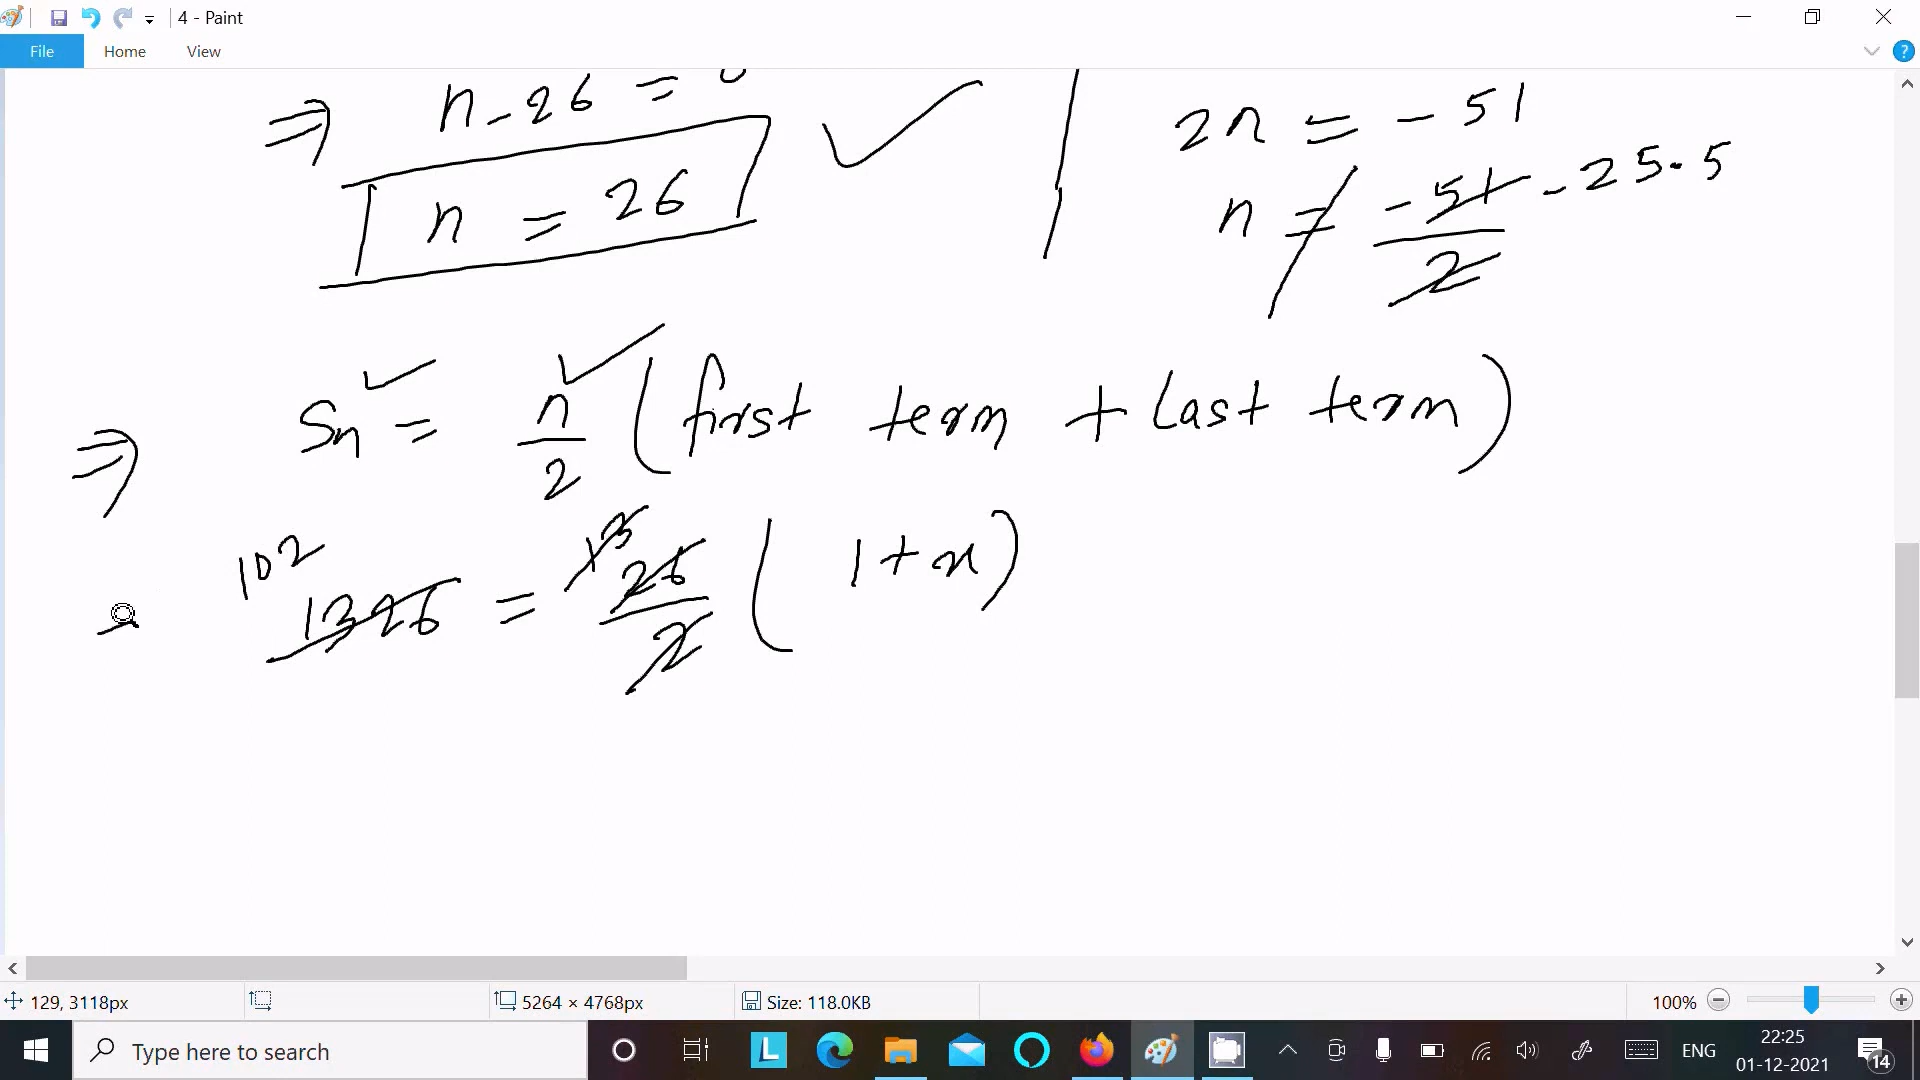 4 - Paint
File Home View
⇒ n - 26 = 0
2n = - 51
n = 26
n = -51/2 - 25.5
⇒ Sn = n/2 ( first term + last term )
102 13
1326 = 26/2 ( 1 + x )
129, 3118px 5264 × 4768px Size: 118.0KB 100%
Type here to search
L
ENG
22:25
01-12-2021
14